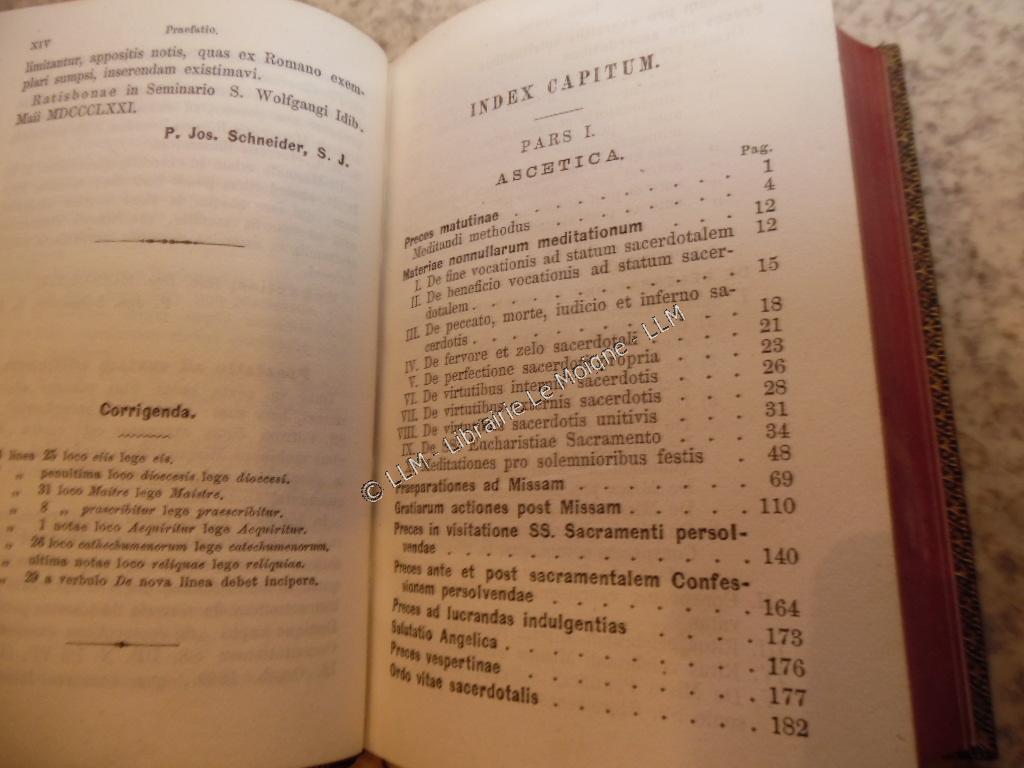 XIV Praefatio.
limitantur, appositis notis, quas ex Romano exem-
plari sumpsi, inserendam existimavi.
Ratisbonae in Seminario S. Wolfgangi Idib.
Maii MDCCCLXXI.
P. Jos. Schneider, S. J.
Corrigenda.
linea 25 loco eiis lege eis.
„ penultima loco dioecesis lege dioecesi.
„ 31 loco Maitre lege Maistre.
„ 8 „ prascribitur lege praescribitur.
„ 1 notae loco Aequiritur lege Acquiritur.
„ 26 loco cathechumenorum lege catechumenorum.
„ ultima notae loco reliquae lege reliquiae.
„ 29 a verbulo De nova linea debet incipere.
INDEX CAPITUM.
PARS I.
ASCETICA.
Pag.
Preces matutinae . . . . . . . . 1
Meditandi methodus . . . . . . . 4
Materiae nonnullarum meditationum . . . 12
I. De fine vocationis ad statum sacerdotalem 12
II. De beneficio vocationis ad statum sacer-
dotalem . . . . . . . . . 15
III. De peccato, morte, iudicio et inferno sa-
cerdotis . . . . . . . . . 18
IV. De fervore et zelo sacerdotali . . . 21
V. De perfectione sacerdotis propria . . . 23
VI. De virtutibus internis sacerdotis . . . 26
VII. De virtutibus externis sacerdotis . . . 28
VIII. De virtutibus sacerdotis unitivis . . . 31
IX. De Eucharistiae Sacramento . . . 34
Meditationes pro solemnioribus festis . . 48
Praeparationes ad Missam . . . . . . 69
Gratiarum actiones post Missam . . . . . 110
Preces in visitatione SS. Sacramenti persol-
vendae . . . . . . . . . . 140
Preces ante et post sacramentalem Confes-
sionem persolvendae . . . . . . . 164
Preces ad lucrandas indulgentias . . . . 173
Salutatio Angelica . . . . . . . . 176
Preces vespertinae . . . . . . . . 177
Ordo vitae sacerdotalis . . . . . . . 182
© LLM - Librairie Le Moigne - LLM